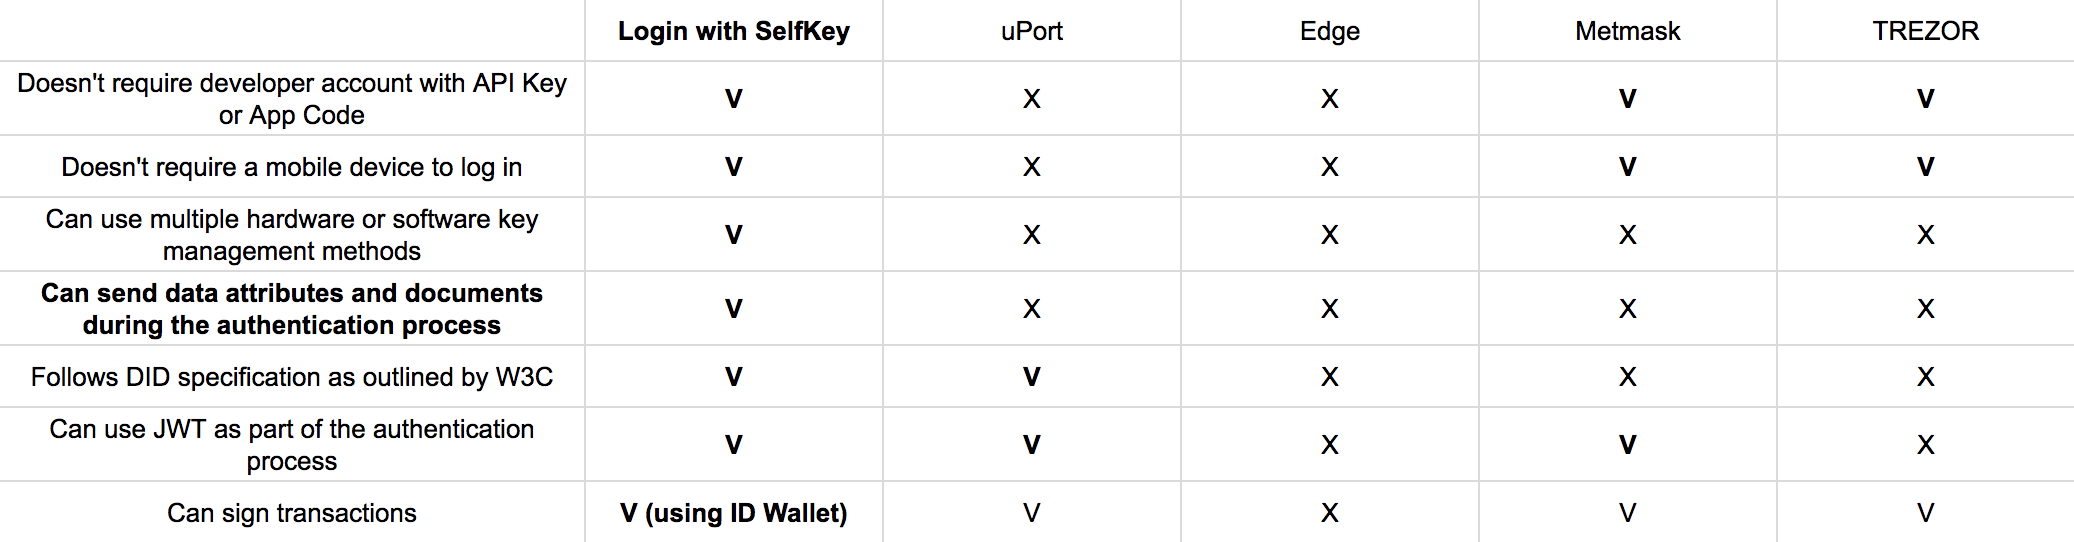 Login with SelfKey uPort Edge Metmask TREZOR
Doesn't require developer account with API Key
or App Code
V X X V V
Doesn't require a mobile device to log in V X X V V
Can use multiple hardware or software key
management methods
V X X X X
Can send data attributes and documents
during the authentication process
V X X X X
Follows DID specification as outlined by W3C V V X X X
Can use JWT as part of the authentication
process
V V X V X
Can sign transactions V (using ID Wallet) V X V V